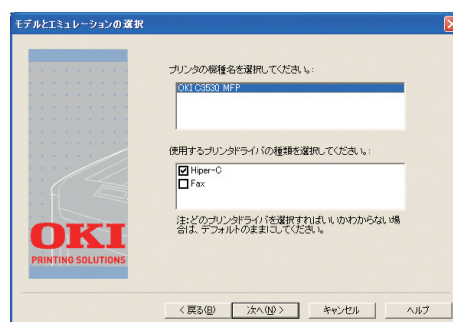 モデルとエミュレーションの選択
プリンタの機種名を選択してください。:
OKI C3530 MFP
使用するプリンタドライバの種類を選択してください。:
Hiper-C
Fax
注:どのプリンタドライバを選択すればいいかわからない場
合は、デフォルトのままにしてください。
OKI
PRINTING SOLUTIONS
< 戻る(B)
次へ(N) >
キャンセル
ヘルプ